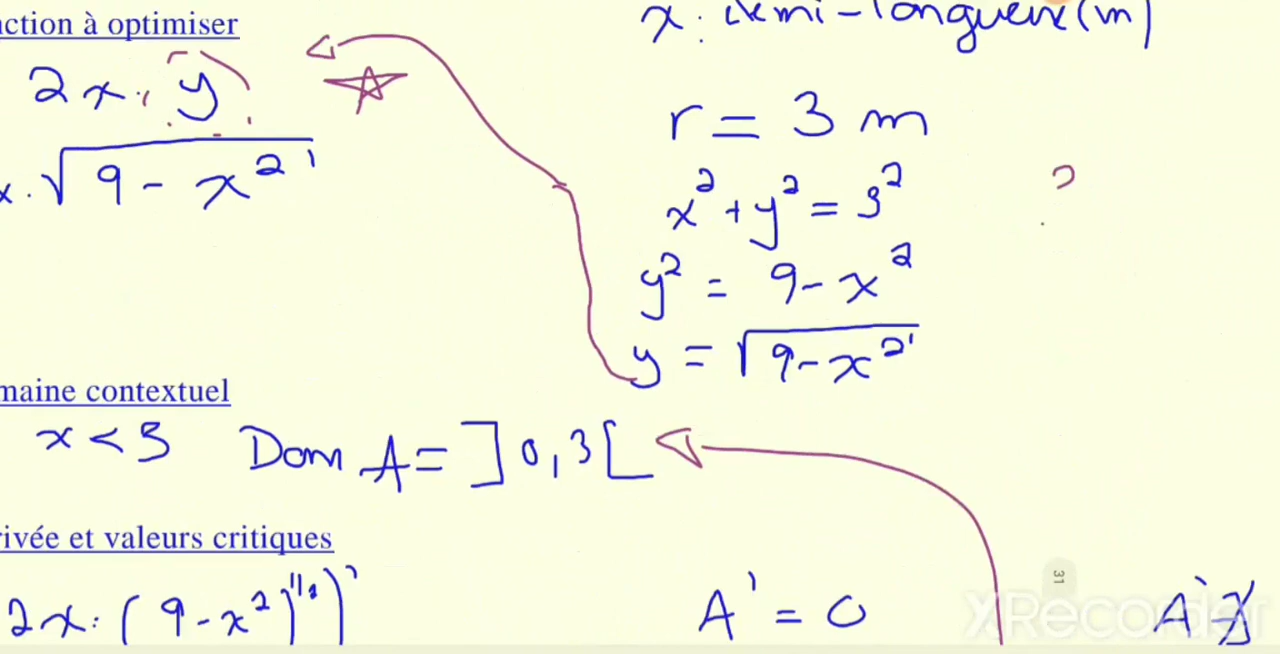 ction à optimiser
2x . y
x . √(9 - x²)
x : demi-longueur (m)
r = 3 m
x² + y² = 3²
y² = 9 - x²
y = √(9 - x²)
maine contextuel
x < 3 Dom A = ]0, 3[
rivée et valeurs critiques
2x . (9 - x²)^1/2)'
A' = 0
A' ∄
31
XRecorder